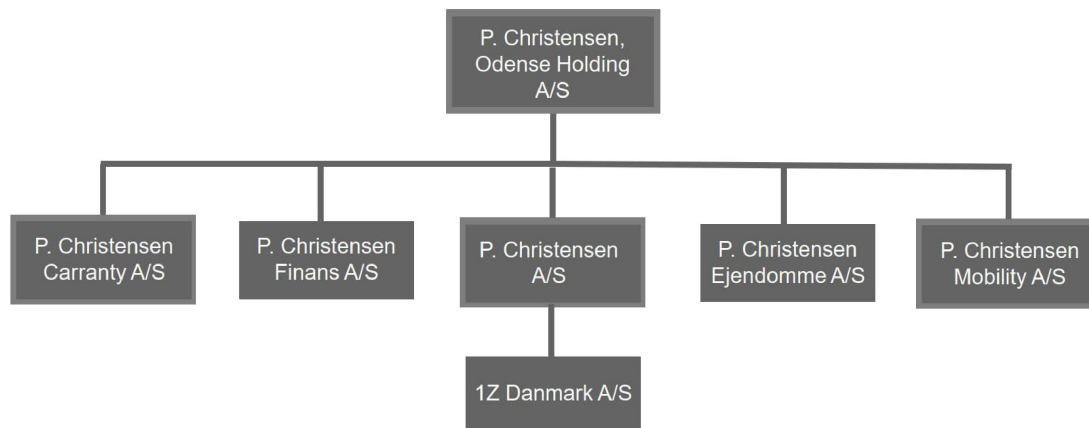 P. Christensen,
Odense Holding
A/S
P. Christensen
Carranty A/S
P. Christensen
Finans A/S
P. Christensen
A/S
P. Christensen
Ejendomme A/S
P. Christensen
Mobility A/S
1Z Danmark A/S